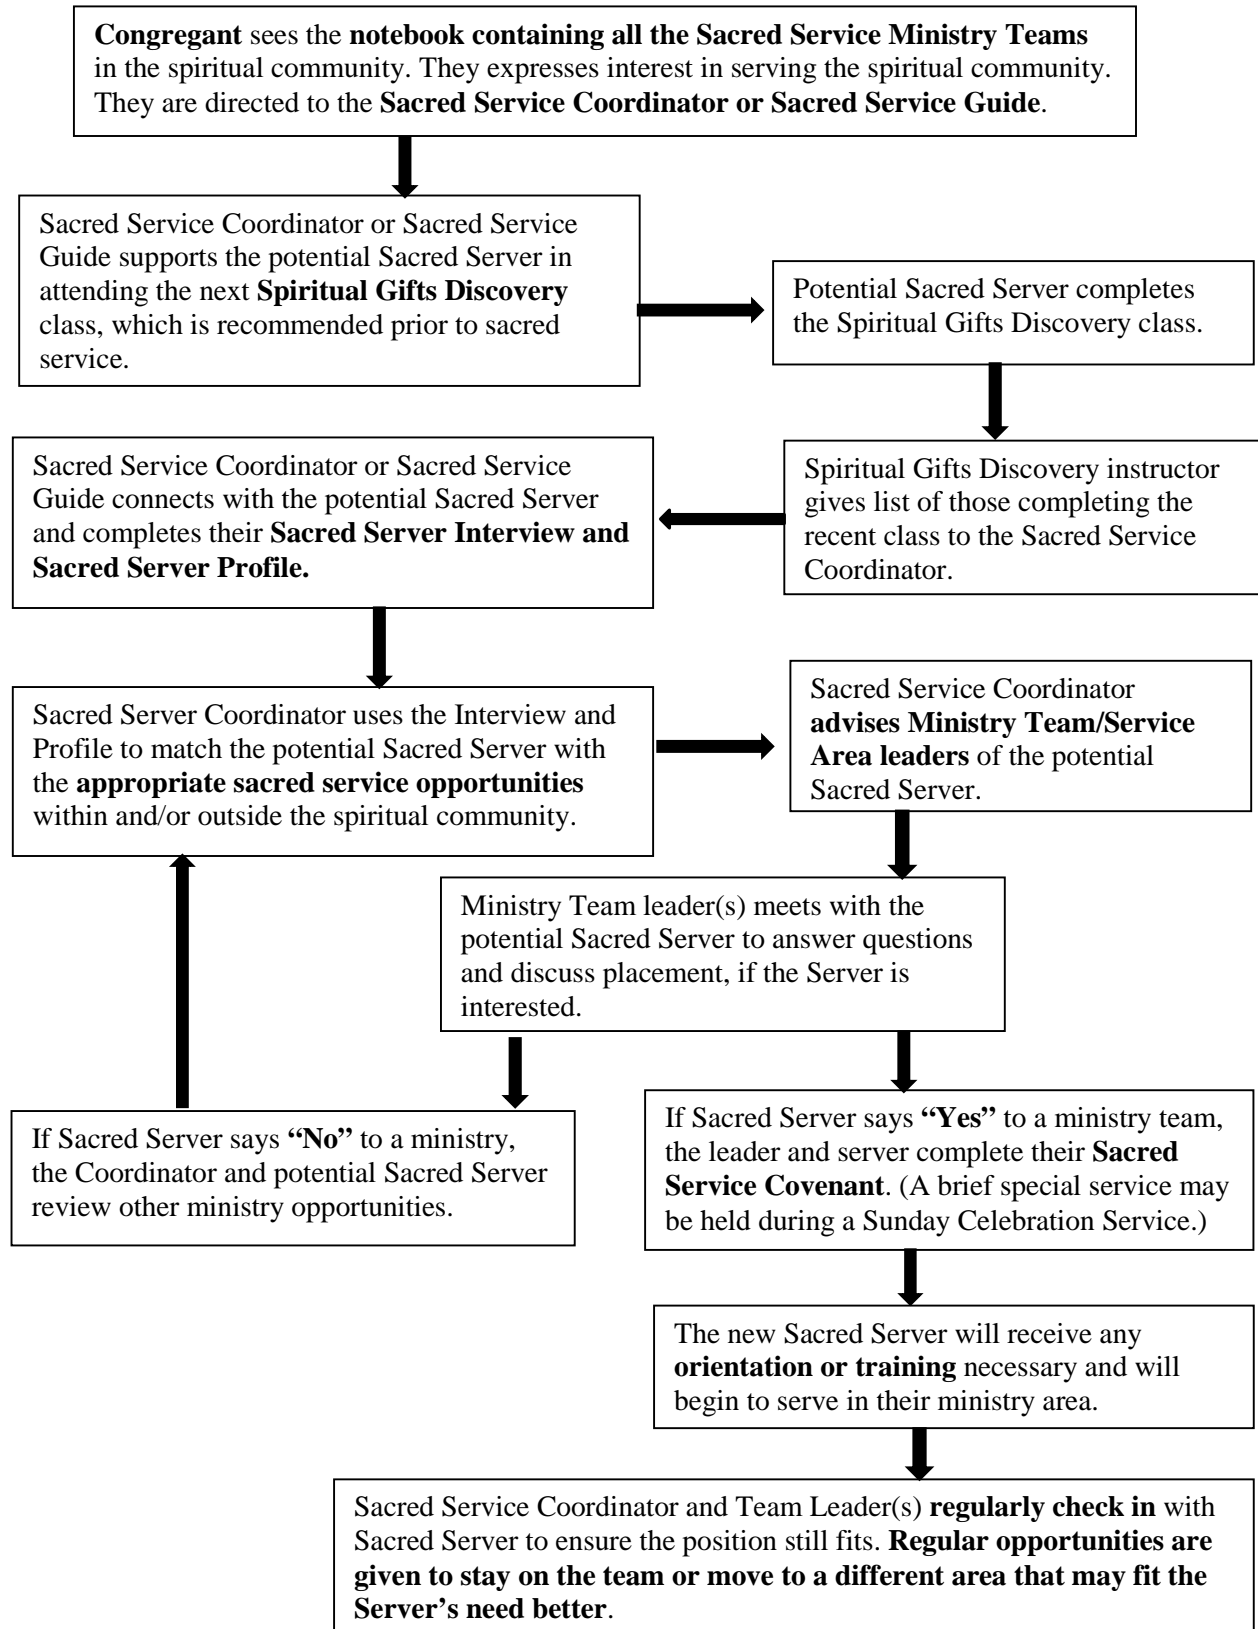 Congregant sees the notebook containing all the Sacred Service Ministry Teams
in the spiritual community. They expresses interest in serving the spiritual community.
They are directed to the Sacred Service Coordinator or Sacred Service Guide.
Sacred Service Coordinator or Sacred Service
Guide supports the potential Sacred Server in
attending the next Spiritual Gifts Discovery
class, which is recommended prior to sacred
service.
Potential Sacred Server completes
the Spiritual Gifts Discovery class.
Spiritual Gifts Discovery instructor
gives list of those completing the
recent class to the Sacred Service
Coordinator.
Sacred Service Coordinator or Sacred Service
Guide connects with the potential Sacred Server
and completes their Sacred Server Interview and
Sacred Server Profile.
Sacred Server Coordinator uses the Interview and
Profile to match the potential Sacred Server with
the appropriate sacred service opportunities
within and/or outside the spiritual community.
Sacred Service Coordinator
advises Ministry Team/Service
Area leaders of the potential
Sacred Server.
Ministry Team leader(s) meets with the
potential Sacred Server to answer questions
and discuss placement, if the Server is
interested.
If Sacred Server says “No” to a ministry,
the Coordinator and potential Sacred Server
review other ministry opportunities.
If Sacred Server says “Yes” to a ministry team,
the leader and server complete their Sacred
Service Covenant. (A brief special service may
be held during a Sunday Celebration Service.)
The new Sacred Server will receive any
orientation or training necessary and will
begin to serve in their ministry area.
Sacred Service Coordinator and Team Leader(s) regularly check in with
Sacred Server to ensure the position still fits. Regular opportunities are
given to stay on the team or move to a different area that may fit the
Server’s need better.